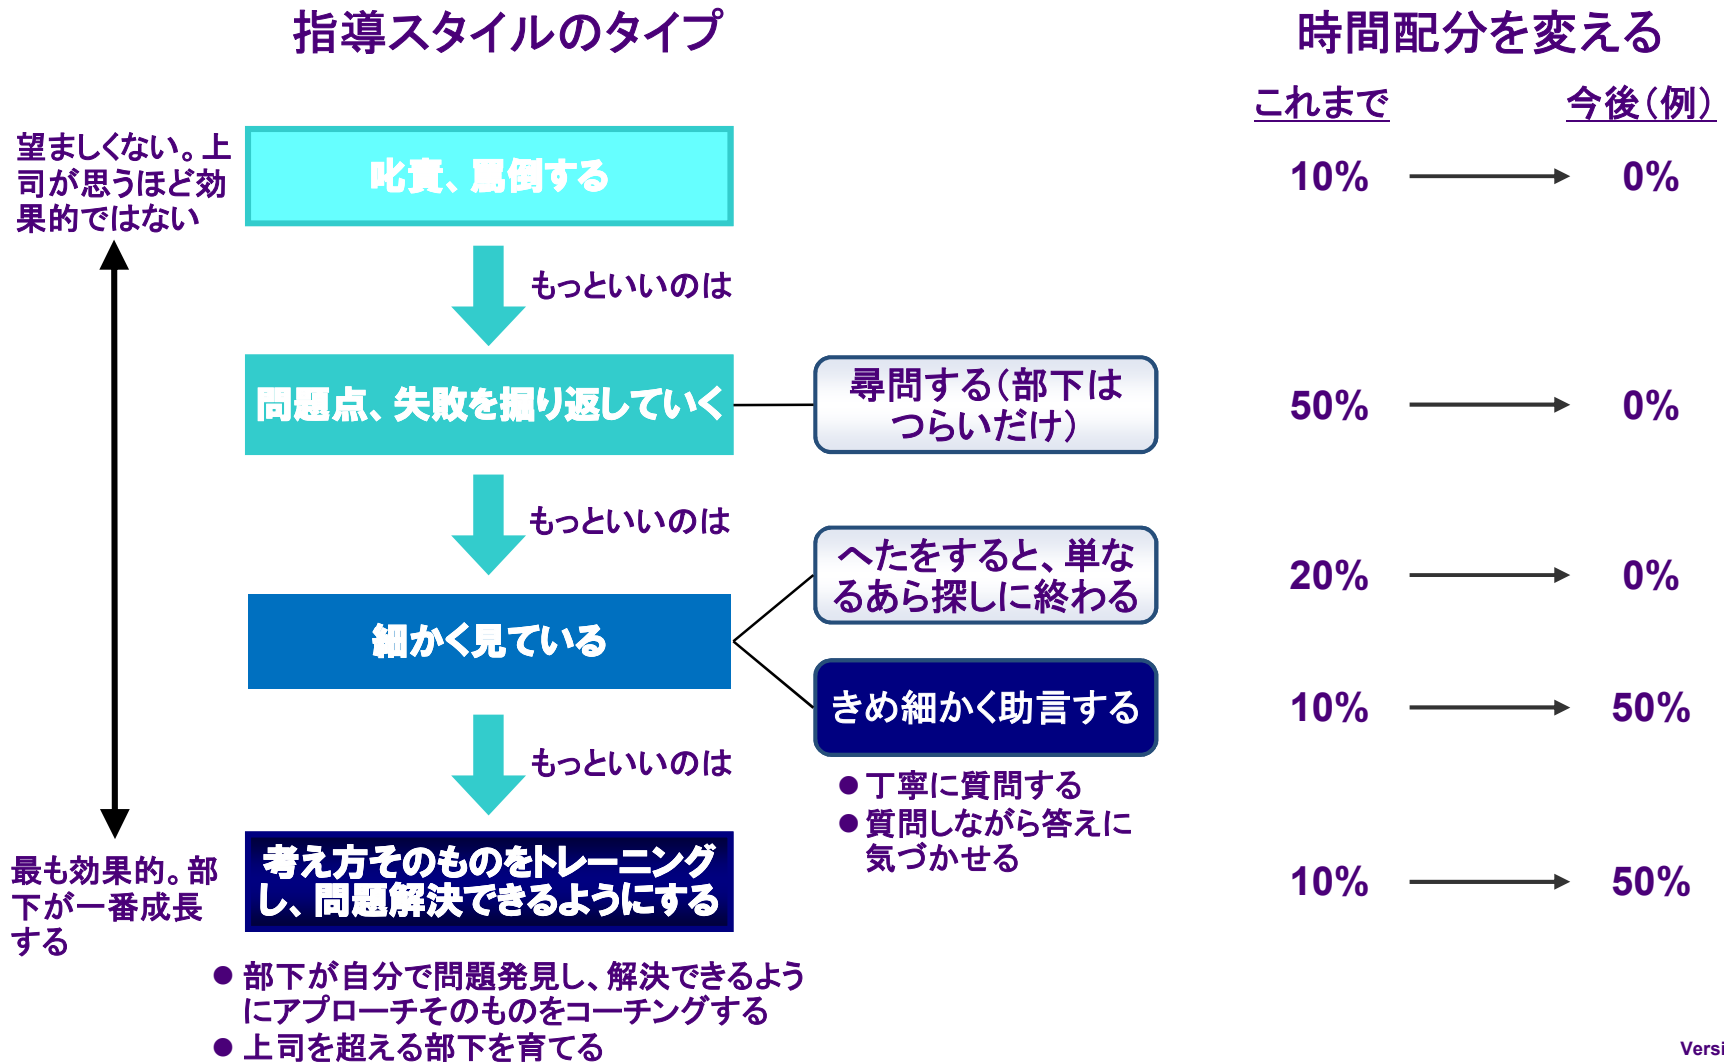 指導スタイルのタイプ
時間配分を変える
これまで
今後（例）
望ましくない。上
司が思うほど効
果的ではない
叱責、罵倒する
10%
0%
もっといいのは
問題点、失敗を掘り返していく
尋問する（部下は
つらいだけ）
50%
0%
もっといいのは
へたをすると、単な
るあら探しに終わる
20%
0%
細かく見ている
きめ細かく助言する
10%
50%
もっといいのは
● 丁寧に質問する
● 質問しながら答えに
気づかせる
最も効果的。部
下が一番成長
する
考え方そのものをトレーニング
し、問題解決できるようにする
10%
50%
● 部下が自分で問題発見し、解決できるよう
にアプローチそのものをコーチングする
● 上司を超える部下を育てる
Versi